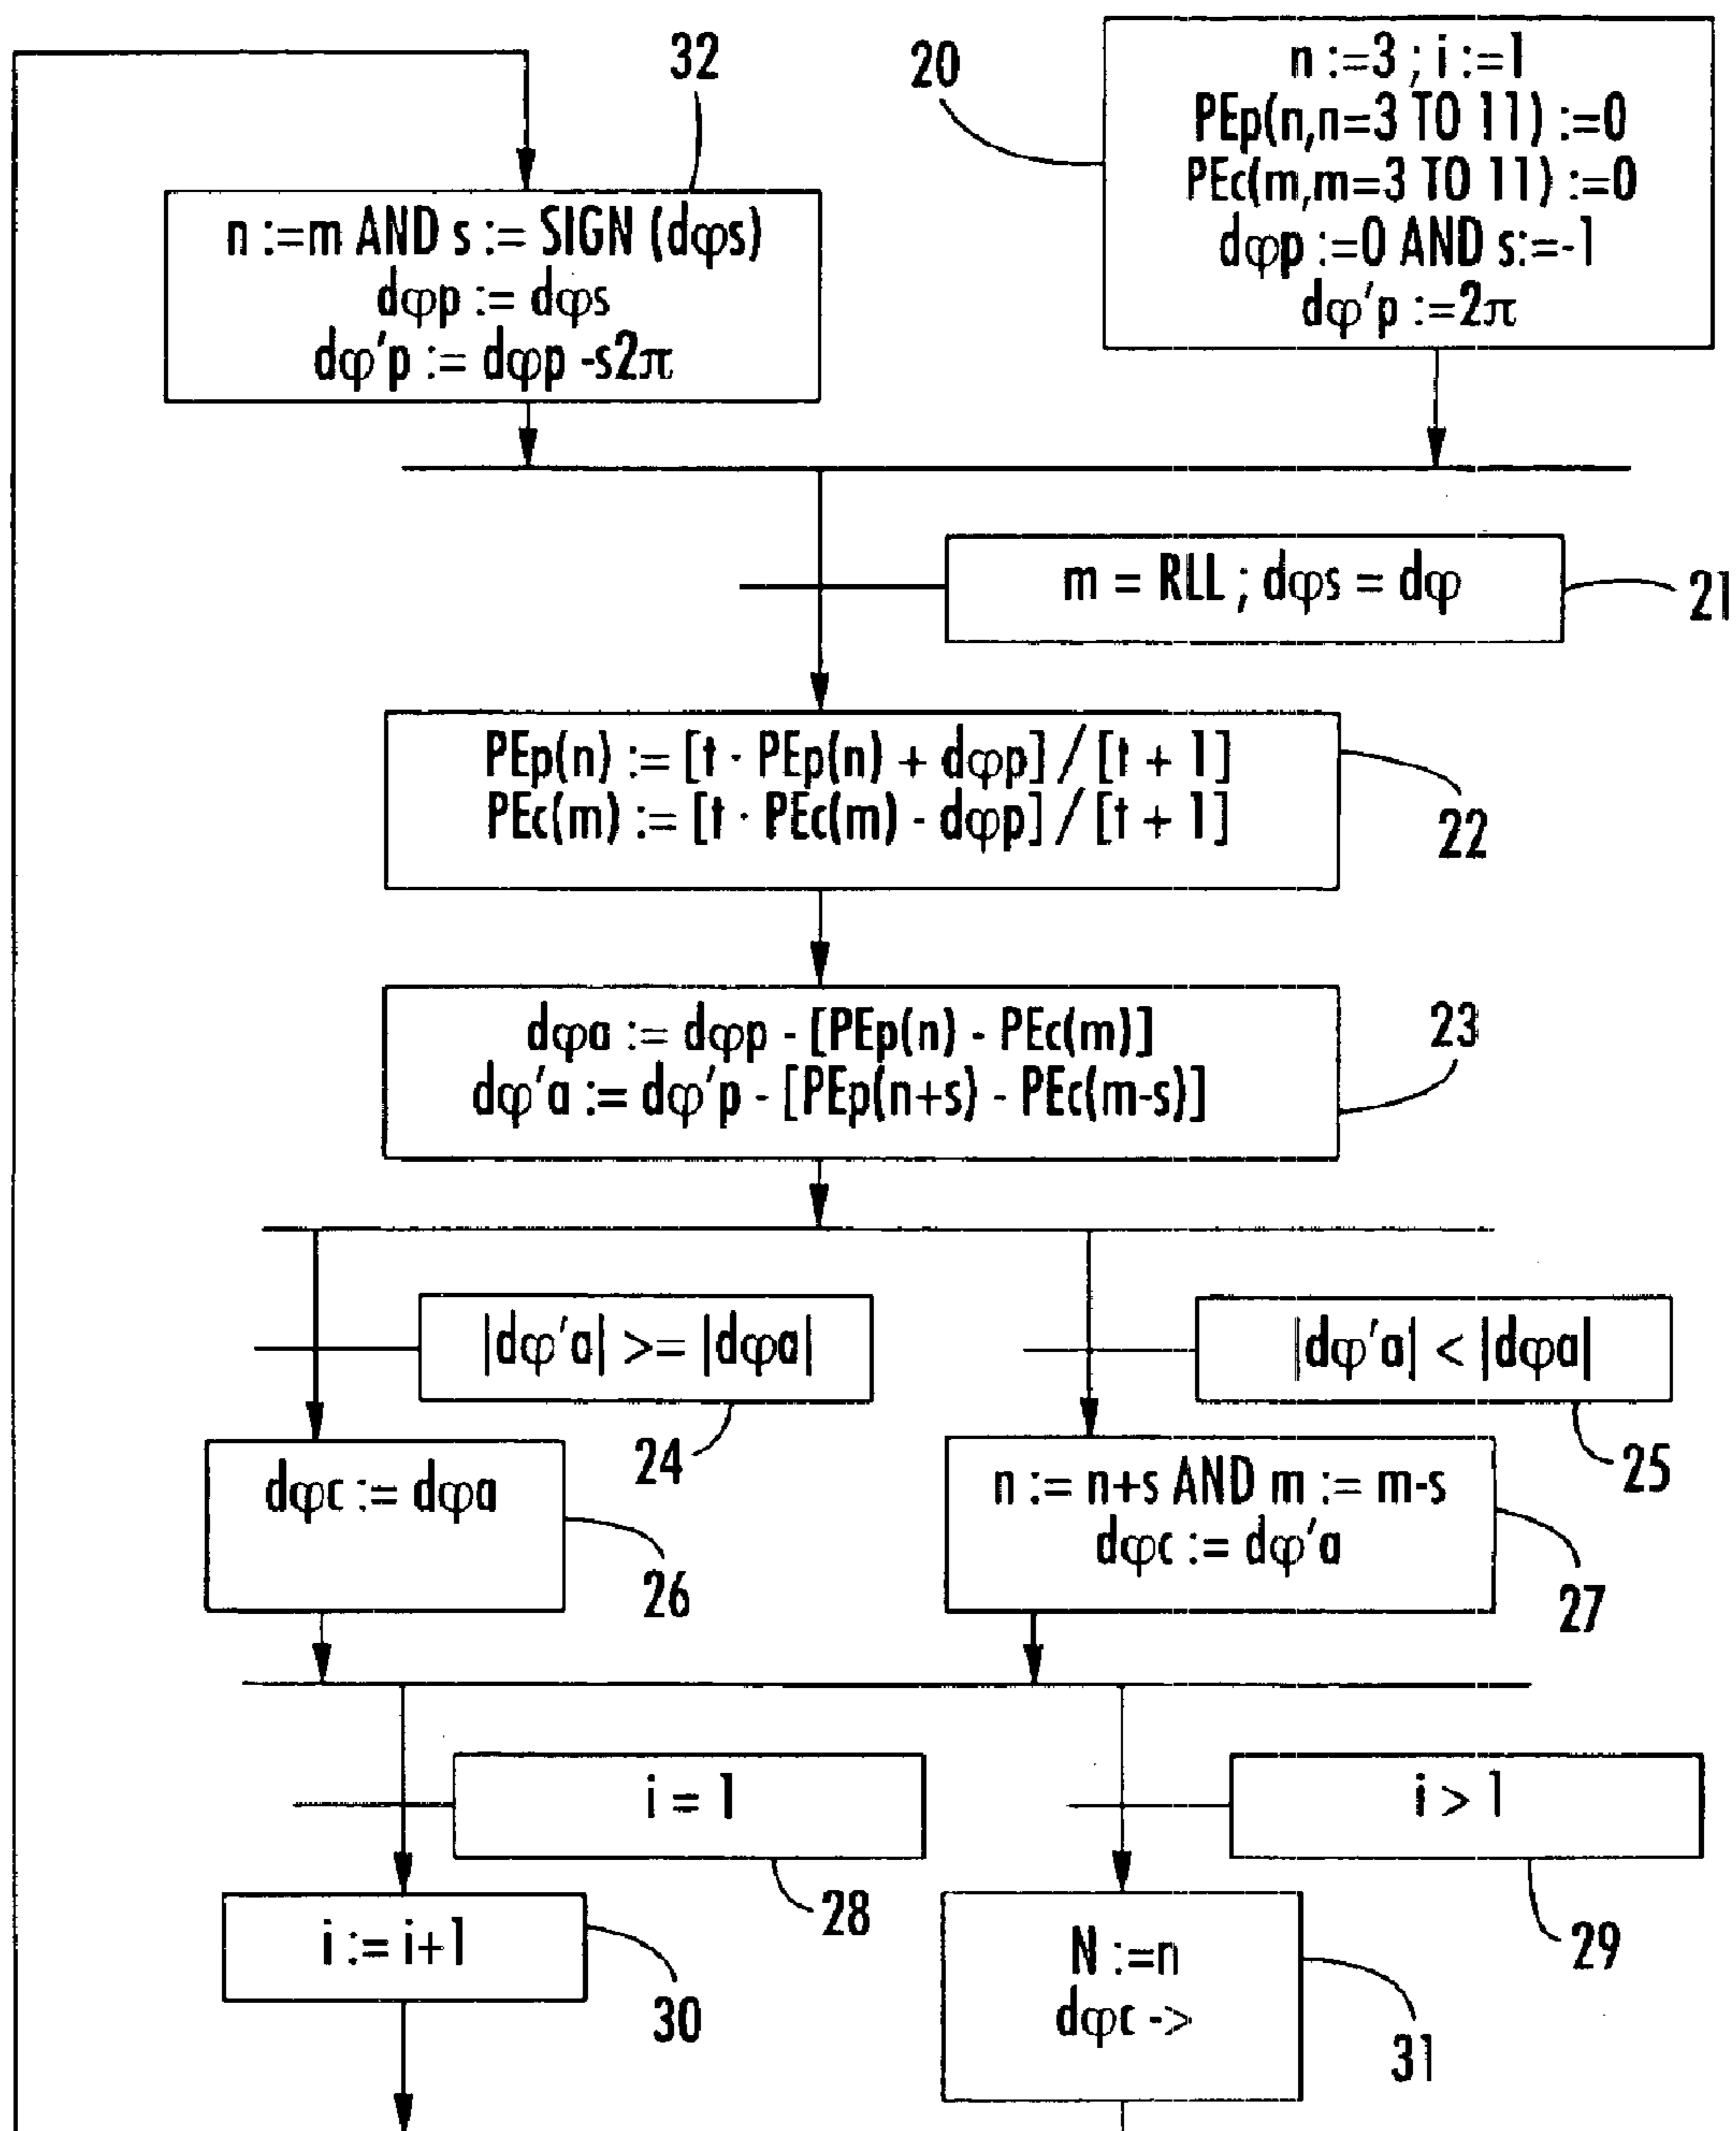 32
n :=m AND s := SIGN (dφs)
dφp := dφs
dφ'p := dφp -s2π
20
n :=3 ; i :=1
PEp(n,n=3 TO 11) :=0
PEc(m,m=3 TO 11) :=0
dφp :=0 AND s:=-1
dφ'p :=2π
m = RLL ; dφs = dφ
21
PEp(n) := [t · PEp(n) + dφp] / [t + 1]
PEc(m) := [t · PEc(m) - dφp] / [t + 1]
22
dφa := dφp - [PEp(n) - PEc(m)]
dφ'a := dφ'p - [PEp(n+s) - PEc(m-s)]
23
|dφ'a| >= |dφa|
24
|dφ'a| < |dφa|
25
dφc := dφa
26
n := n+s AND m := m-s
dφc := dφ'a
27
i = 1
28
i > 1
29
i := i+1
30
N :=n
dφc ->
31